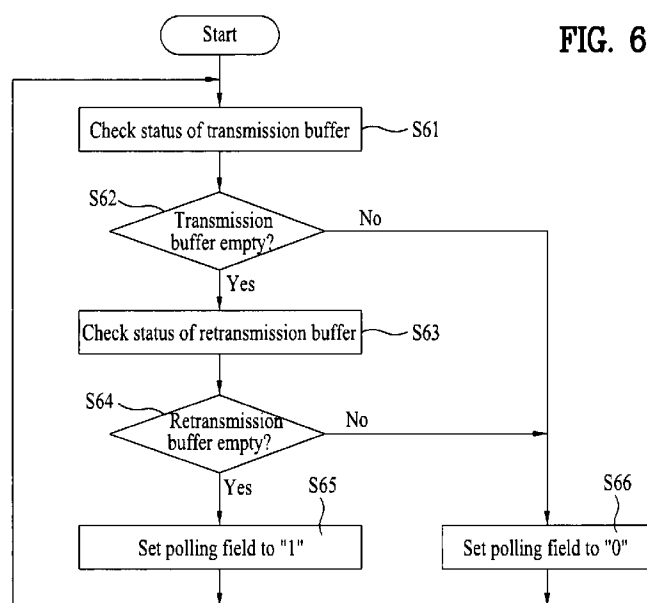 FIG. 6
Start
Check status of transmission buffer
S61
S62
Transmission
buffer empty?
No
Yes
Check status of retransmission buffer
S63
S64
Retransmission
buffer empty?
No
Yes
S65
Set polling field to "1"
S66
Set polling field to "0"